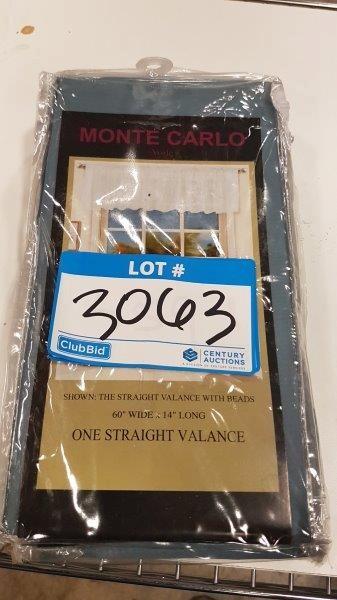 MONTE CARLO
LOT #
3063
ClubBid
CENTURY
AUCTIONS
SHOWN: THE STRAIGHT VALANCE WITH BEADS
60" WIDE x 14" LONG
ONE STRAIGHT VALANCE